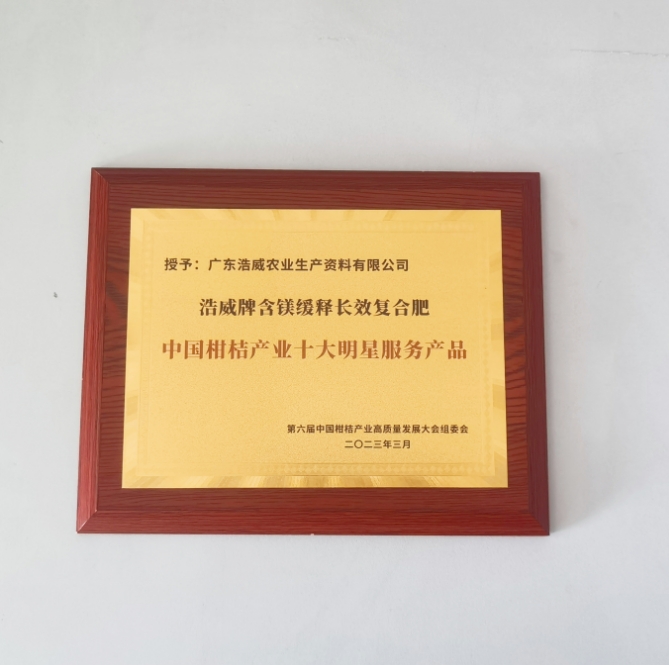 授予：广东浩威农业生产资料有限公司
浩威牌含镁缓释长效复合肥
中国柑桔产业十大明星服务产品
第六届中国柑桔产业高质量发展大会组委会
二〇二三年三月